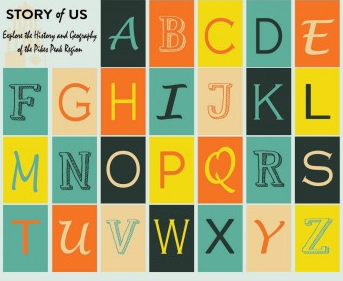 STORY of US
Explore the History and Geography
of the Pikes Peak Region
A B C D E
F G H I J K L
M N O P Q R S
T U V W X Y Z